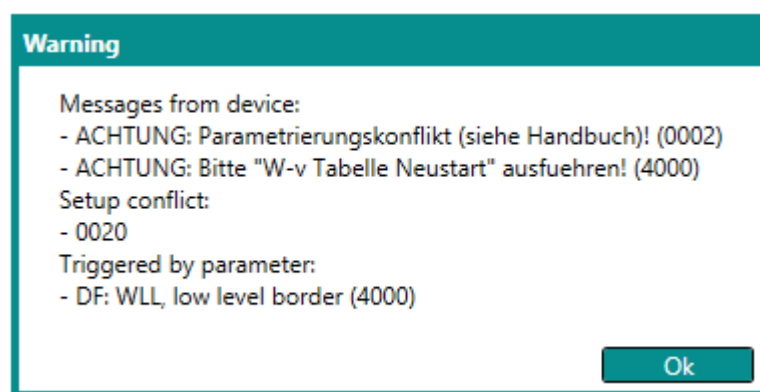 Warning
Messages from device:
- ACHTUNG: Parametrierungskonflikt (siehe Handbuch)! (0002)
- ACHTUNG: Bitte "W-v Tabelle Neustart" ausfuehren! (4000)
Setup conflict:
- 0020
Triggered by parameter:
- DF: WLL, low level border (4000)
Ok